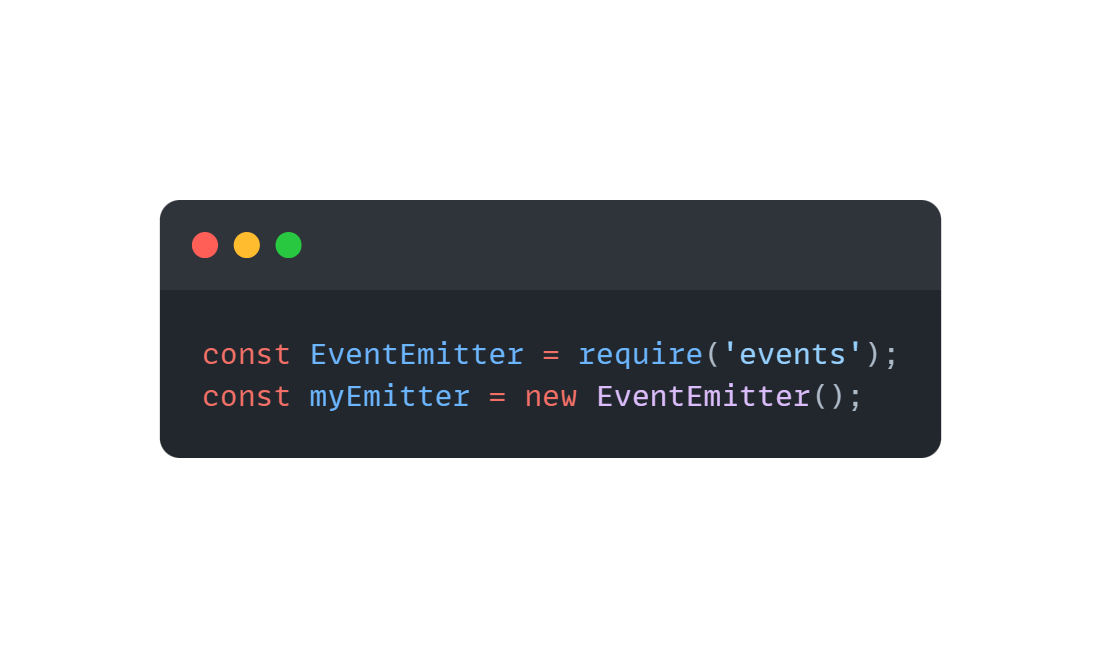 const EventEmitter = require('events');
const myEmitter = new EventEmitter();